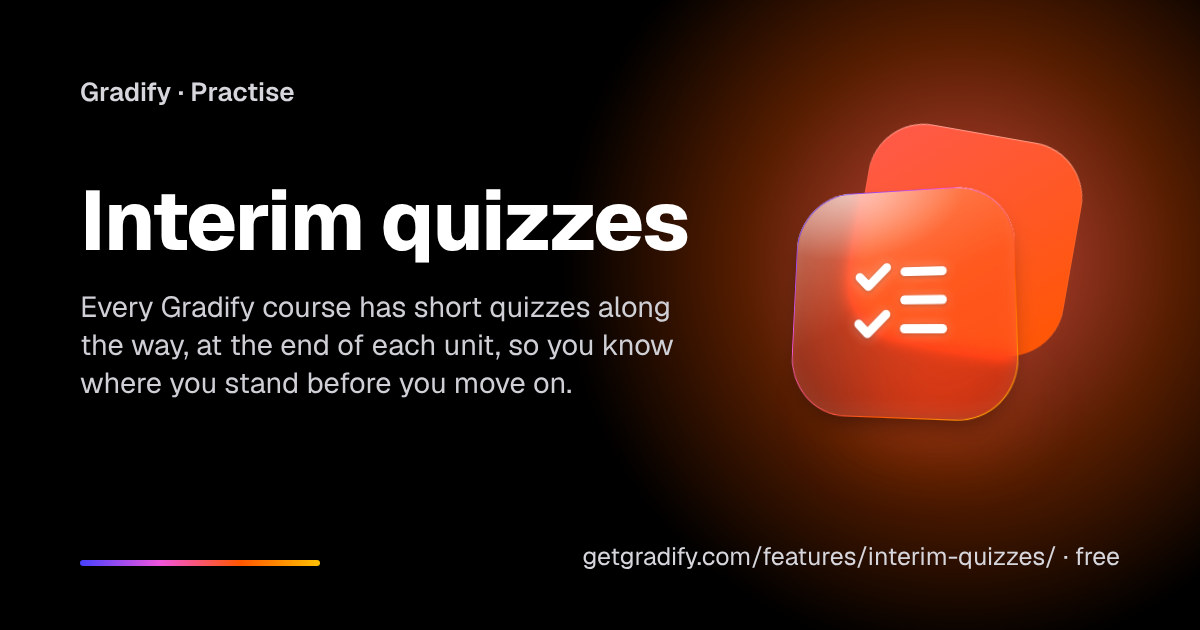 Gradify · Practise
Interim quizzes
Every Gradify course has short quizzes along
the way, at the end of each unit, so you know
where you stand before you move on.
getgradify.com/features/interim-quizzes/ · free